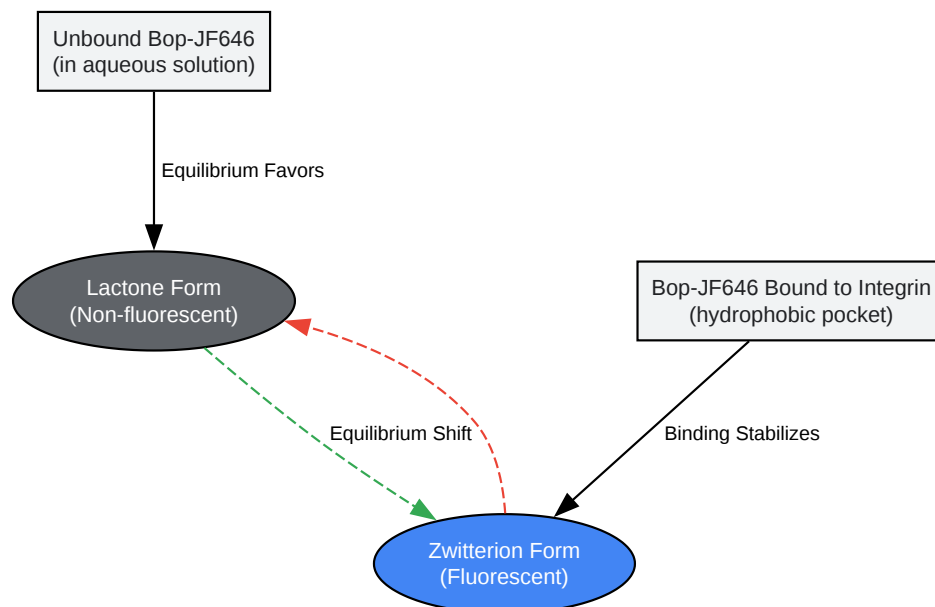 Unbound Bop-JF646
(in aqueous solution)
Equilibrium Favors
Lactone Form
(Non-fluorescent)
Bop-JF646 Bound to Integrin
(hydrophobic pocket)
Equilibrium Shift
Binding Stabilizes
Zwitterion Form
(Fluorescent)